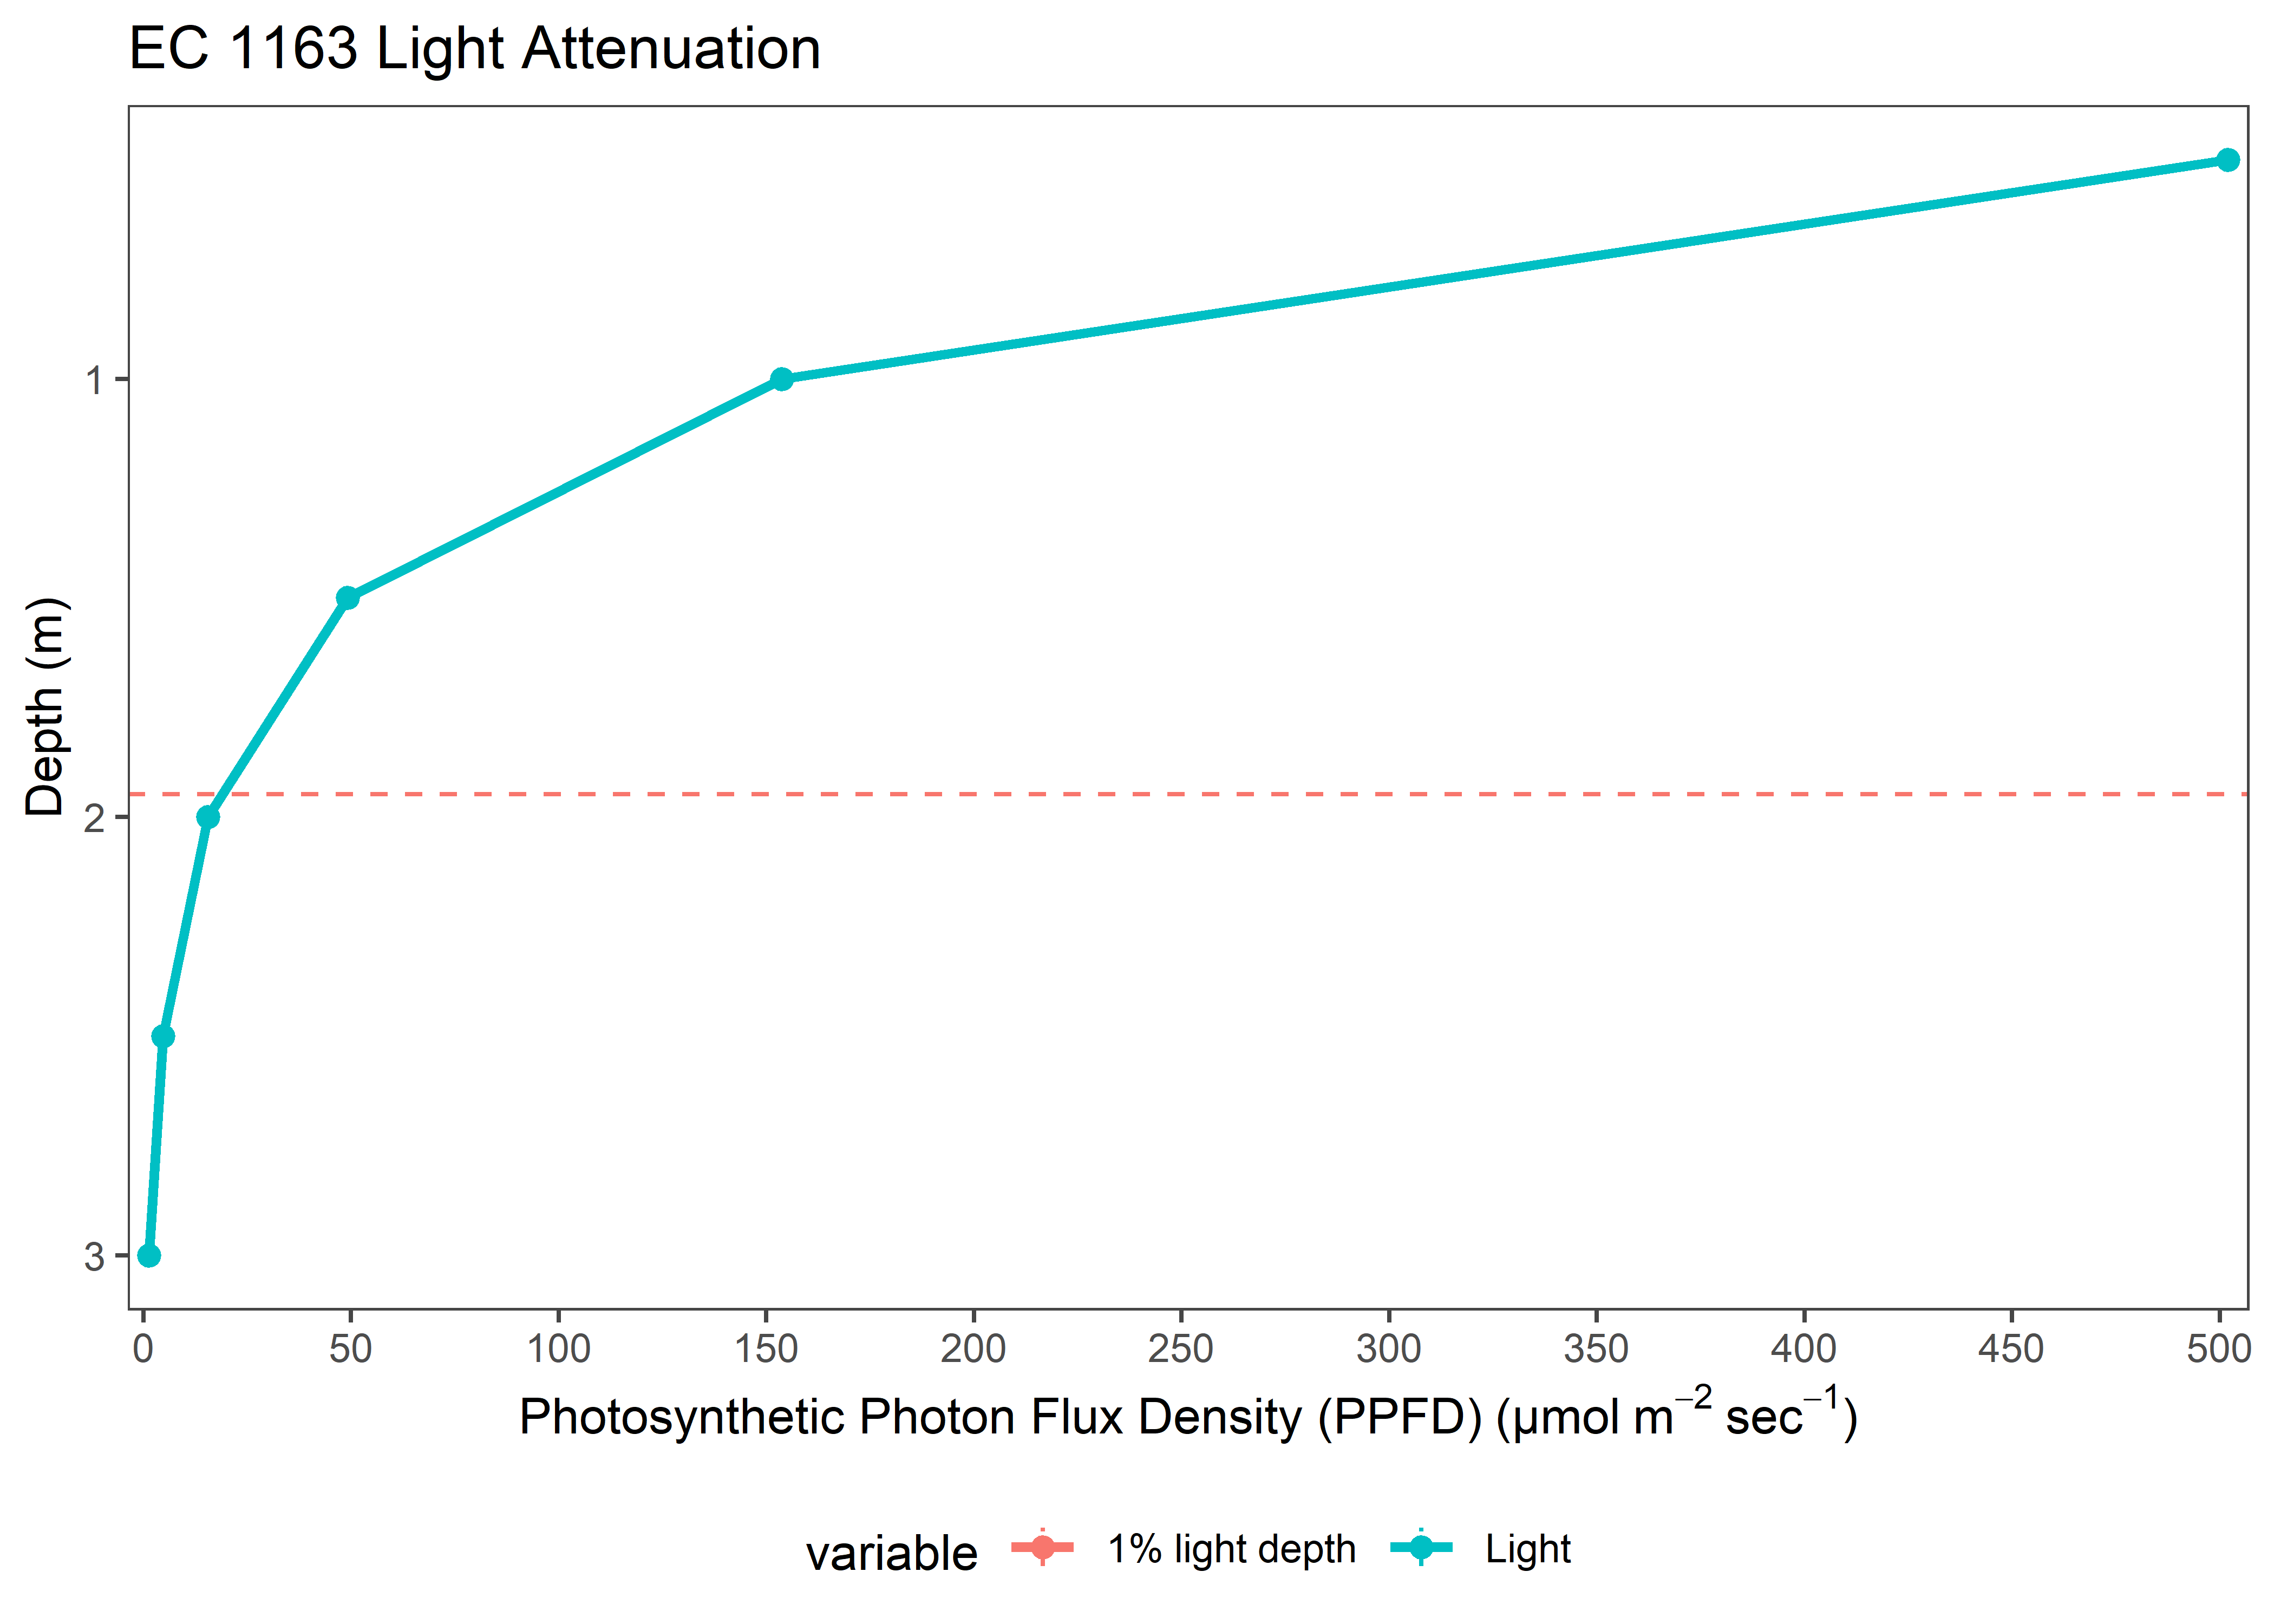 EC 1163 Light Attenuation
Depth (m)
1
2
3
0 50 100 150 200 250 300 350 400 450 500
Photosynthetic Photon Flux Density (PPFD) (µmol m⁻² sec⁻¹)
variable 1% light depth Light